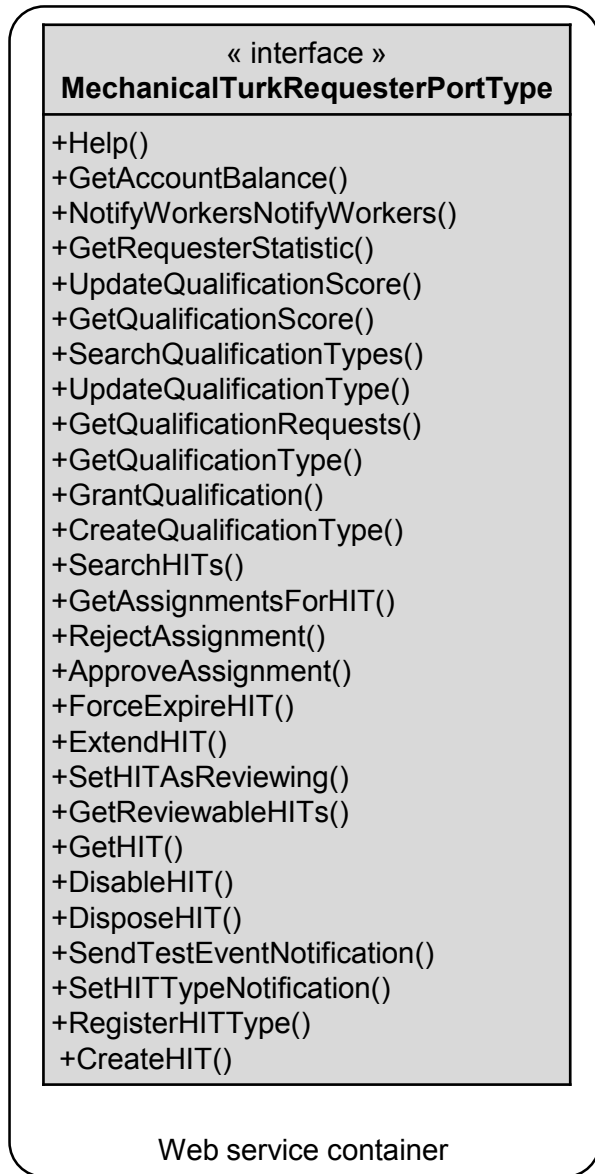 « interface »
MechanicalTurkRequesterPortType
+Help()
+GetAccountBalance()
+NotifyWorkersNotifyWorkers()
+GetRequesterStatistic()
+UpdateQualificationScore()
+GetQualificationScore()
+SearchQualificationTypes()
+UpdateQualificationType()
+GetQualificationRequests()
+GetQualificationType()
+GrantQualification()
+CreateQualificationType()
+SearchHITs()
+GetAssignmentsForHIT()
+RejectAssignment()
+ApproveAssignment()
+ForceExpireHIT()
+ExtendHIT()
+SetHITAsReviewing()
+GetReviewableHITs()
+GetHIT()
+DisableHIT()
+DisposeHIT()
+SendTestEventNotification()
+SetHITTypeNotification()
+RegisterHITType()
+CreateHIT()
Web service container